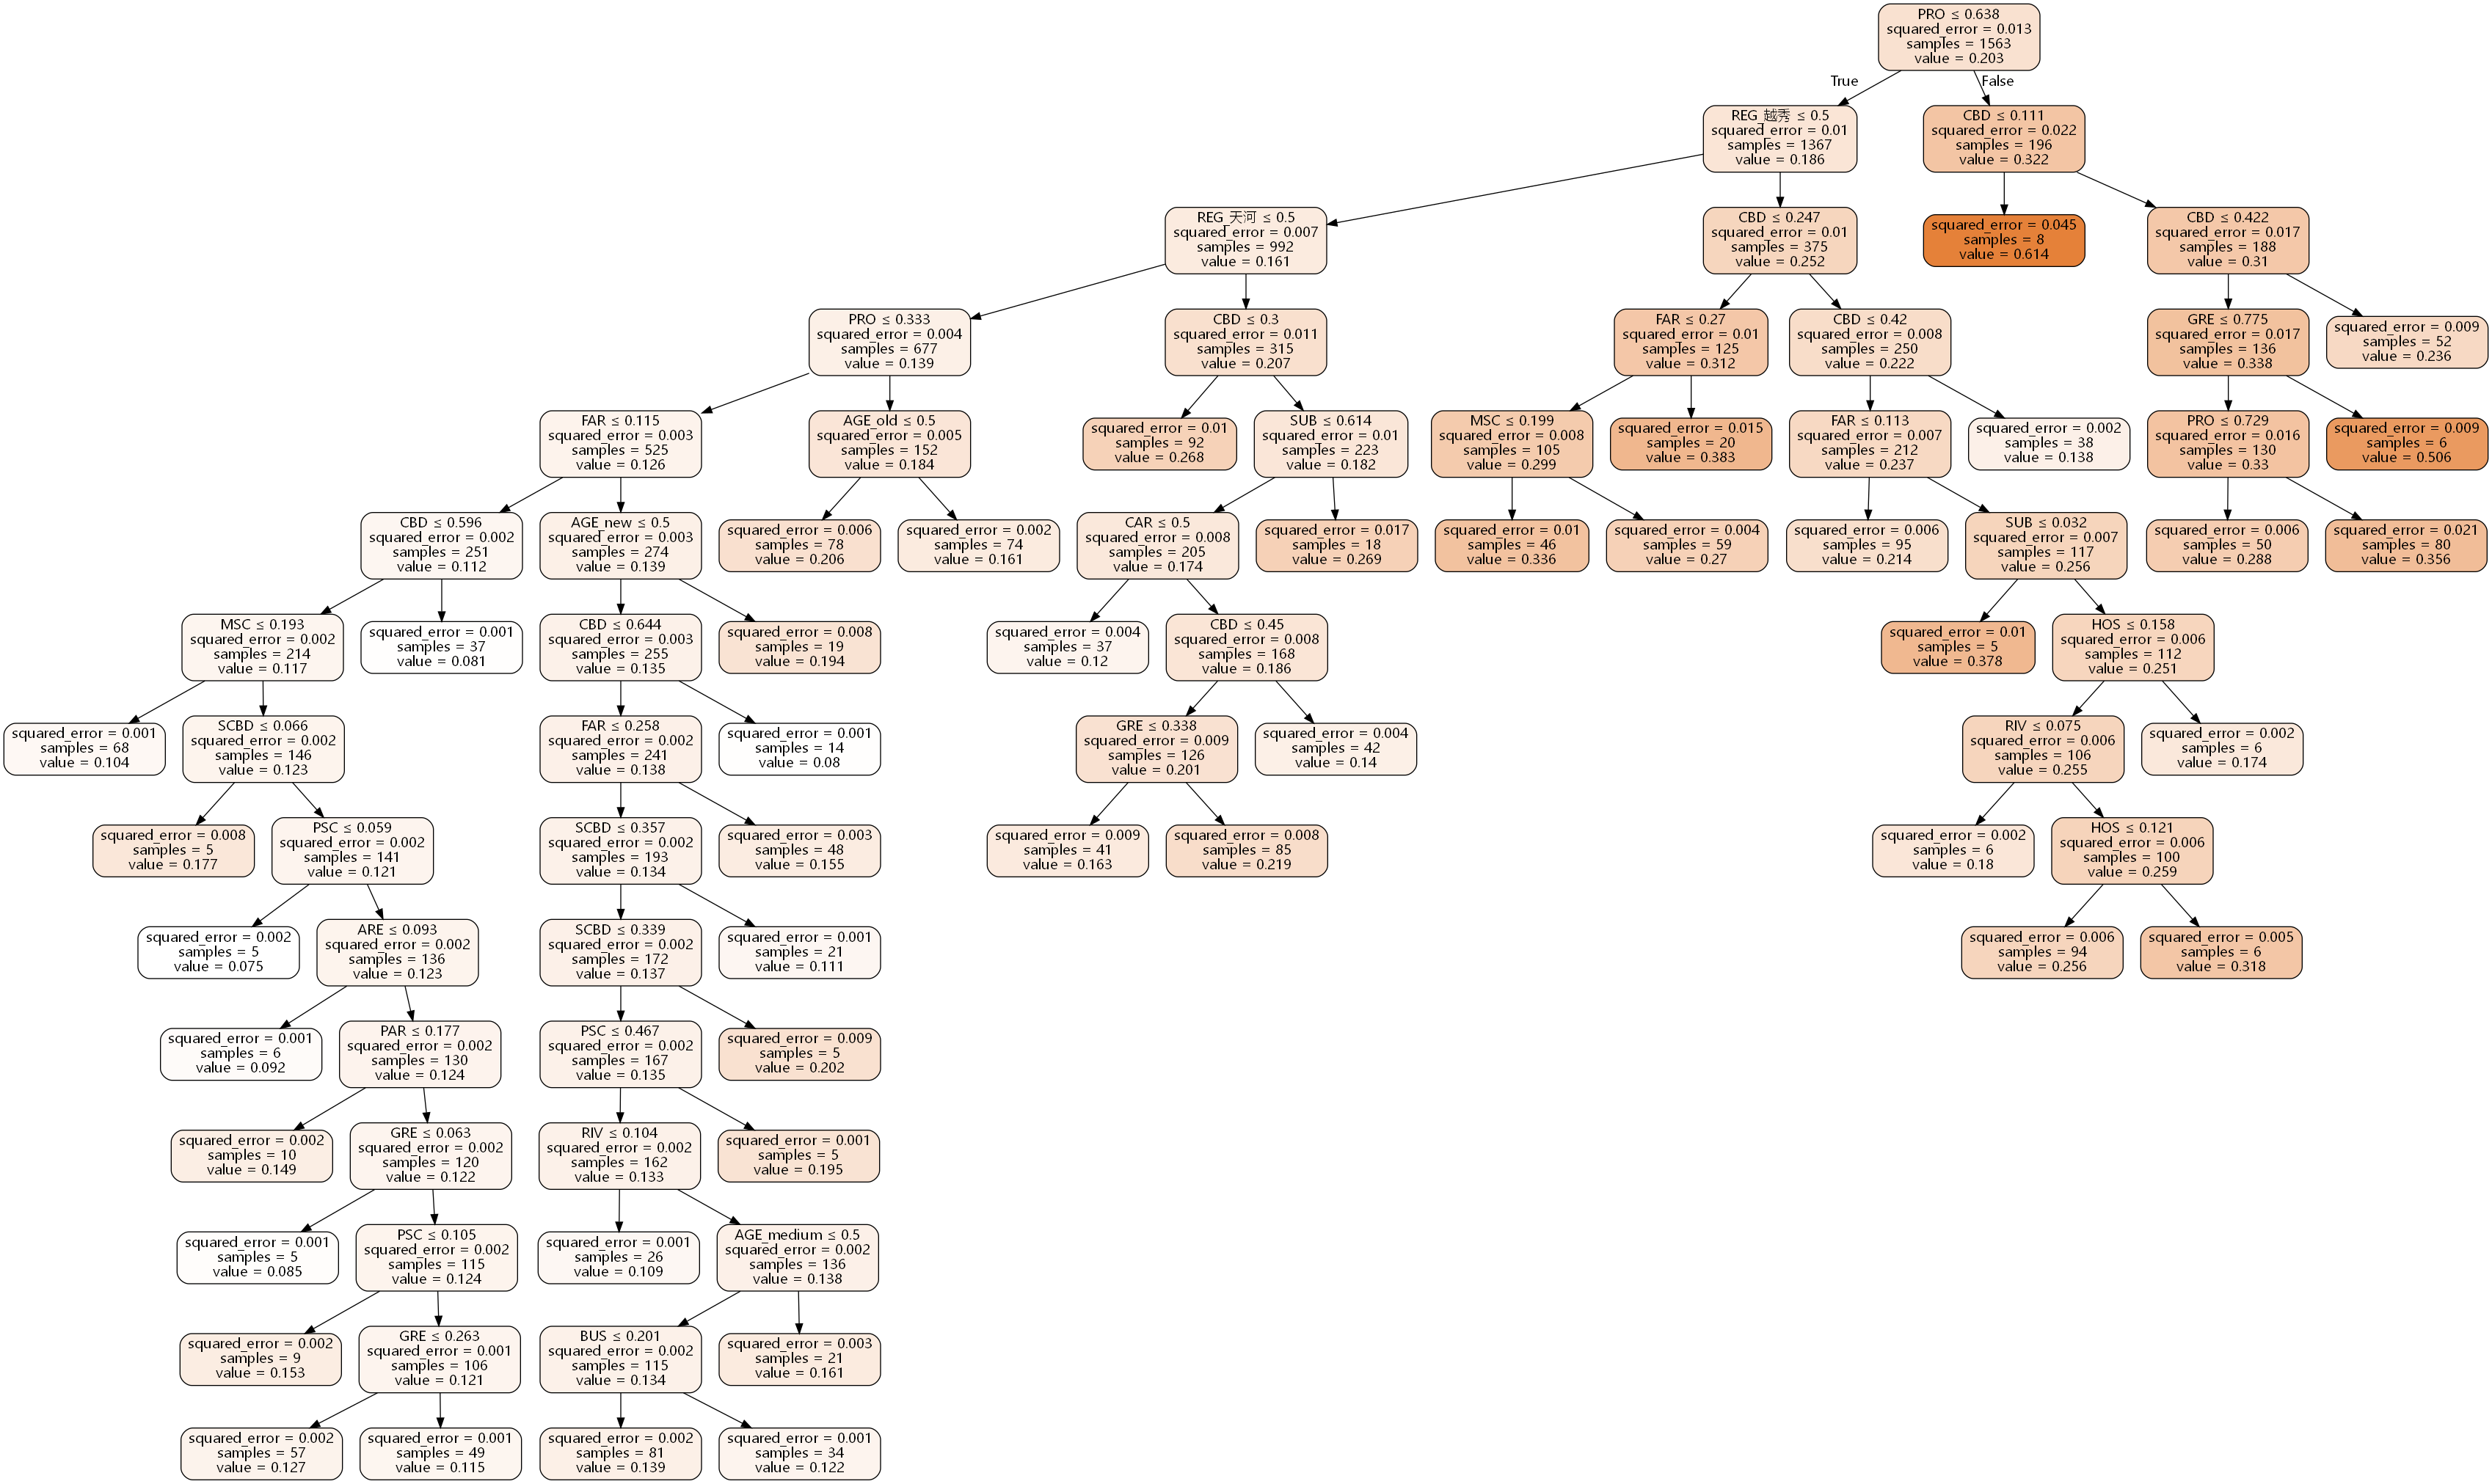 PRO ≤ 0.638
squared_error = 0.013
samples = 1563
value = 0.203
True
False
REG_越秀 ≤ 0.5
squared_error = 0.01
samples = 1367
value = 0.186
CBD ≤ 0.111
squared_error = 0.022
samples = 196
value = 0.322
REG_天河 ≤ 0.5
squared_error = 0.007
samples = 992
value = 0.161
CBD ≤ 0.247
squared_error = 0.01
samples = 375
value = 0.252
squared_error = 0.045
samples = 8
value = 0.614
CBD ≤ 0.422
squared_error = 0.017
samples = 188
value = 0.31
PRO ≤ 0.333
squared_error = 0.004
samples = 677
value = 0.139
CBD ≤ 0.3
squared_error = 0.011
samples = 315
value = 0.207
FAR ≤ 0.27
squared_error = 0.01
samples = 125
value = 0.312
CBD ≤ 0.42
squared_error = 0.008
samples = 250
value = 0.222
GRE ≤ 0.775
squared_error = 0.017
samples = 136
value = 0.338
squared_error = 0.009
samples = 52
value = 0.236
FAR ≤ 0.115
squared_error = 0.003
samples = 525
value = 0.126
AGE_old ≤ 0.5
squared_error = 0.005
samples = 152
value = 0.184
squared_error = 0.01
samples = 92
value = 0.268
SUB ≤ 0.614
squared_error = 0.01
samples = 223
value = 0.182
MSC ≤ 0.199
squared_error = 0.008
samples = 105
value = 0.299
squared_error = 0.015
samples = 20
value = 0.383
FAR ≤ 0.113
squared_error = 0.007
samples = 212
value = 0.237
squared_error = 0.002
samples = 38
value = 0.138
PRO ≤ 0.729
squared_error = 0.016
samples = 130
value = 0.33
squared_error = 0.009
samples = 6
value = 0.506
CBD ≤ 0.596
squared_error = 0.002
samples = 251
value = 0.112
AGE_new ≤ 0.5
squared_error = 0.003
samples = 274
value = 0.139
squared_error = 0.006
samples = 78
value = 0.206
squared_error = 0.002
samples = 74
value = 0.161
CAR ≤ 0.5
squared_error = 0.008
samples = 205
value = 0.174
squared_error = 0.017
samples = 18
value = 0.269
squared_error = 0.01
samples = 46
value = 0.336
squared_error = 0.004
samples = 59
value = 0.27
squared_error = 0.006
samples = 95
value = 0.214
SUB ≤ 0.032
squared_error = 0.007
samples = 117
value = 0.256
squared_error = 0.006
samples = 50
value = 0.288
squared_error = 0.021
samples = 80
value = 0.356
MSC ≤ 0.193
squared_error = 0.002
samples = 214
value = 0.117
squared_error = 0.001
samples = 37
value = 0.081
CBD ≤ 0.644
squared_error = 0.003
samples = 255
value = 0.135
squared_error = 0.008
samples = 19
value = 0.194
squared_error = 0.004
samples = 37
value = 0.12
CBD ≤ 0.45
squared_error = 0.008
samples = 168
value = 0.186
squared_error = 0.01
samples = 5
value = 0.378
HOS ≤ 0.158
squared_error = 0.006
samples = 112
value = 0.251
squared_error = 0.001
samples = 68
value = 0.104
SCBD ≤ 0.066
squared_error = 0.002
samples = 146
value = 0.123
FAR ≤ 0.258
squared_error = 0.002
samples = 241
value = 0.138
squared_error = 0.001
samples = 14
value = 0.08
GRE ≤ 0.338
squared_error = 0.009
samples = 126
value = 0.201
squared_error = 0.004
samples = 42
value = 0.14
RIV ≤ 0.075
squared_error = 0.006
samples = 106
value = 0.255
squared_error = 0.002
samples = 6
value = 0.174
squared_error = 0.008
samples = 5
value = 0.177
PSC ≤ 0.059
squared_error = 0.002
samples = 141
value = 0.121
SCBD ≤ 0.357
squared_error = 0.002
samples = 193
value = 0.134
squared_error = 0.003
samples = 48
value = 0.155
squared_error = 0.009
samples = 41
value = 0.163
squared_error = 0.008
samples = 85
value = 0.219
squared_error = 0.002
samples = 6
value = 0.18
HOS ≤ 0.121
squared_error = 0.006
samples = 100
value = 0.259
squared_error = 0.002
samples = 5
value = 0.075
ARE ≤ 0.093
squared_error = 0.002
samples = 136
value = 0.123
SCBD ≤ 0.339
squared_error = 0.002
samples = 172
value = 0.137
squared_error = 0.001
samples = 21
value = 0.111
squared_error = 0.006
samples = 94
value = 0.256
squared_error = 0.005
samples = 6
value = 0.318
squared_error = 0.001
samples = 6
value = 0.092
PAR ≤ 0.177
squared_error = 0.002
samples = 130
value = 0.124
PSC ≤ 0.467
squared_error = 0.002
samples = 167
value = 0.135
squared_error = 0.009
samples = 5
value = 0.202
squared_error = 0.002
samples = 10
value = 0.149
GRE ≤ 0.063
squared_error = 0.002
samples = 120
value = 0.122
RIV ≤ 0.104
squared_error = 0.002
samples = 162
value = 0.133
squared_error = 0.001
samples = 5
value = 0.195
squared_error = 0.001
samples = 5
value = 0.085
PSC ≤ 0.105
squared_error = 0.002
samples = 115
value = 0.124
squared_error = 0.001
samples = 26
value = 0.109
AGE_medium ≤ 0.5
squared_error = 0.002
samples = 136
value = 0.138
squared_error = 0.002
samples = 9
value = 0.153
GRE ≤ 0.263
squared_error = 0.001
samples = 106
value = 0.121
BUS ≤ 0.201
squared_error = 0.002
samples = 115
value = 0.134
squared_error = 0.003
samples = 21
value = 0.161
squared_error = 0.002
samples = 57
value = 0.127
squared_error = 0.001
samples = 49
value = 0.115
squared_error = 0.002
samples = 81
value = 0.139
squared_error = 0.001
samples = 34
value = 0.122